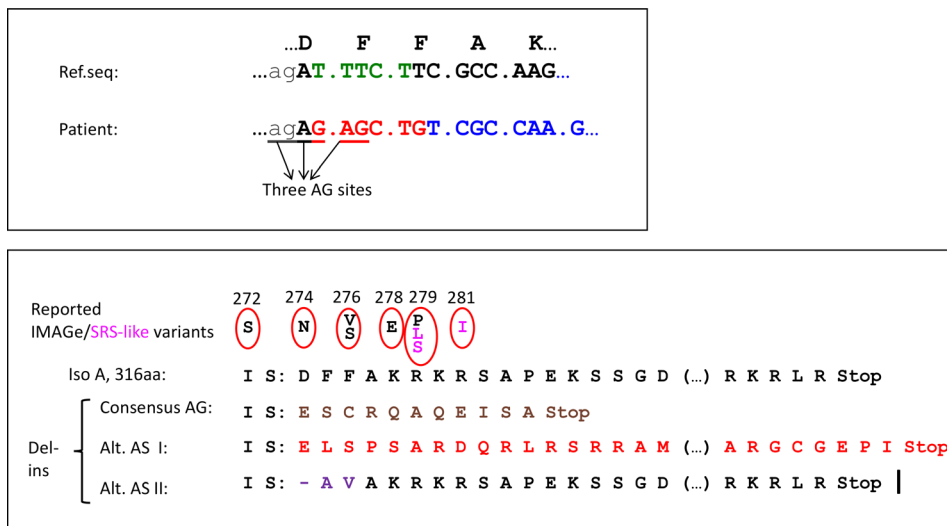 ...D F F A K...
Ref.seq: ...agAT.TTC.TTC.GCC.AAG...
Patient: ...agAG.AGC.TGT.CGC.CAA.G...
Three AG sites
272 274 276 278 279 281
Reported
IMAGe/SRS-like variants
S N V S E P L S I
Iso A, 316aa: I S: D F F A K R K R S A P E K S S G D (...) R K R L R Stop
Consensus AG: I S: E S C R Q A Q E I S A Stop
Del-
ins
Alt. AS I: I S: E L S P S A R D Q R L R S R R A M (...) A R G C G E P I Stop
Alt. AS II: I S: - A V A K R K R S A P E K S S G D (...) R K R L R Stop